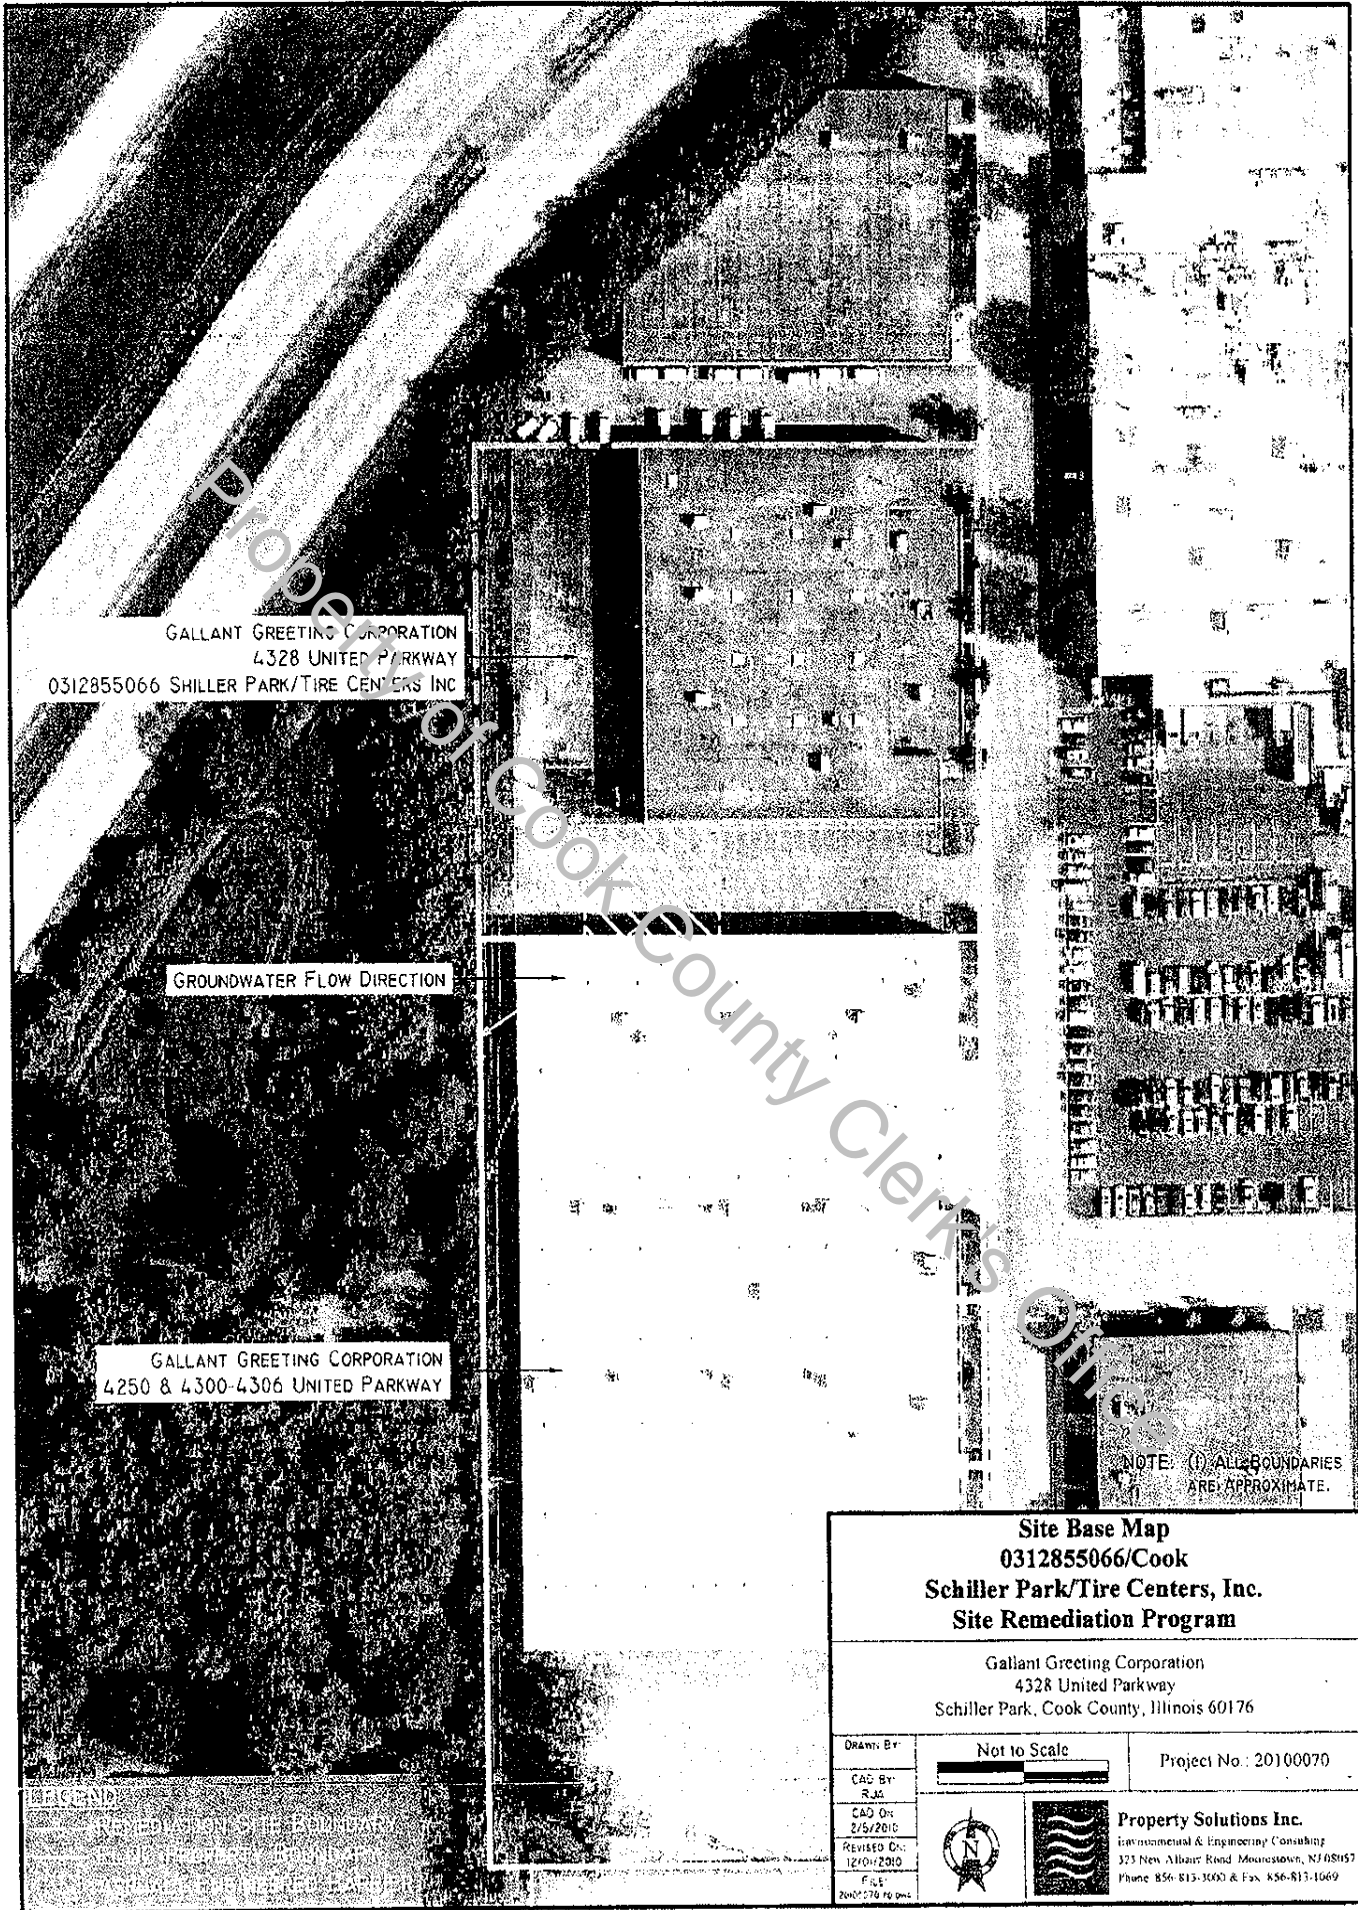 GALLANT GREETING CORPORATION
4328 UNITED PARKWAY
0312855066 SHILLER PARK/TIRE CENTERS INC
GROUNDWATER FLOW DIRECTION
GALLANT GREETING CORPORATION
4250 & 4300-4306 UNITED PARKWAY
Property of Cook County Clerk's Office
NOTE: (1) ALL BOUNDARIES
ARE APPROXIMATE.
Site Base Map
0312855066/Cook
Schiller Park/Tire Centers, Inc.
Site Remediation Program
Gallant Greeting Corporation
4328 United Parkway
Schiller Park, Cook County, Illinois 60176
DRAWN BY:
Not to Scale
Project No.: 20100070
CAD BY:
RJA
CAD ON:
2/5/2010
REVISED ON:
FILE:
N
Property Solutions Inc.
Environmental & Engineering Consulting
323 New Albany Road Moorestown, NJ 08057
Phone 856-813-3000 & Fax 856-813-1069
LEGEND
REMEDIATION SITE BOUNDARY
BOUNDARY
BARRIER